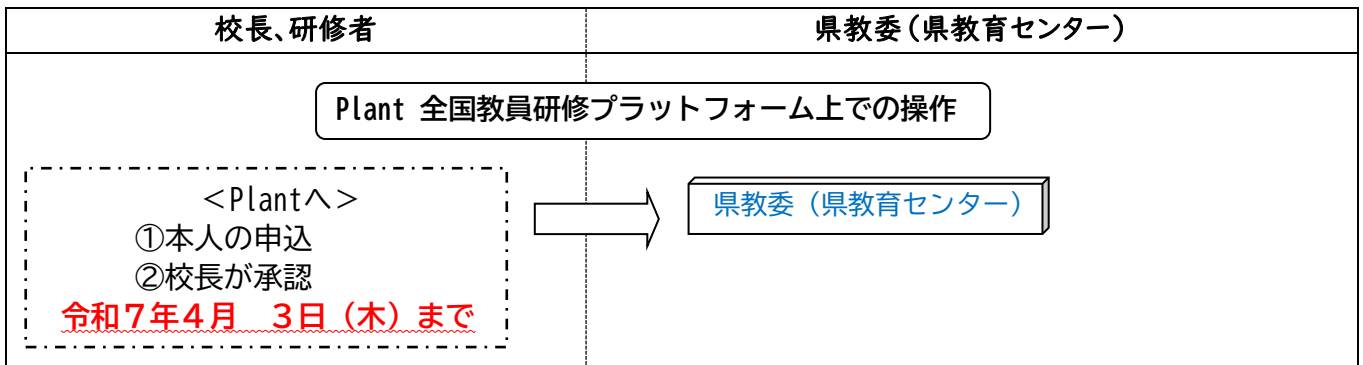 校長、研修者
県教委（県教育センター）
Plant 全国教員研修プラットフォーム上での操作
＜Plantへ＞
①本人の申込
②校長が承認
令和７年４月　３日（木）まで
県教委（県教育センター）